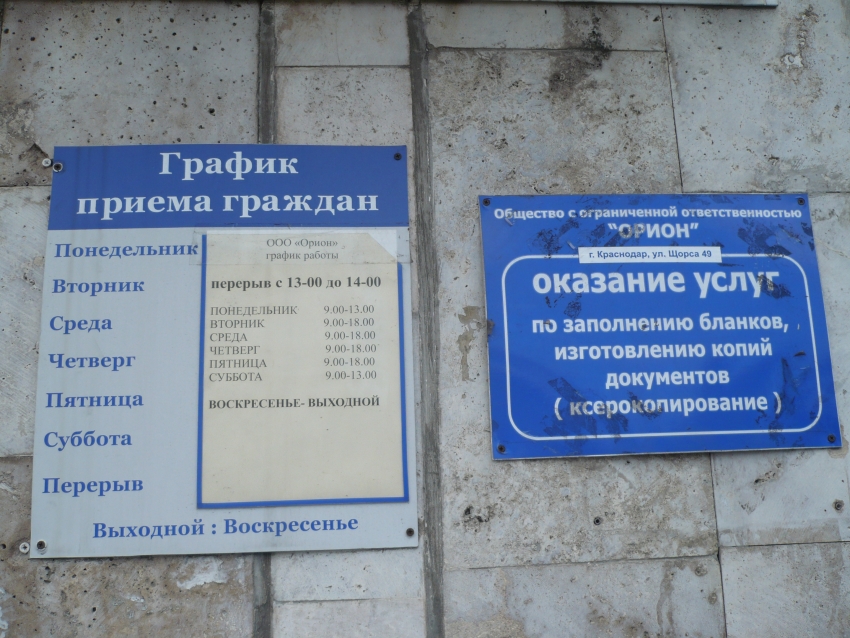 График
приема граждан
Понедельник
Вторник
Среда
Четверг
Пятница
Суббота
Перерыв
Выходной : Воскресенье
ООО «Орион»
график работы
перерыв с 13-00 до 14-00
ПОНЕДЕЛЬНИК 9.00-13.00
ВТОРНИК 9.00-18.00
СРЕДА 9.00-18.00
ЧЕТВЕРГ 9.00-18.00
ПЯТНИЦА 9.00-18.00
СУББОТА 9.00-13.00
ВОСКРЕСЕНЬЕ- ВЫХОДНОЙ
Общество с ограниченной ответственностью
"ОРИОН"
г. Краснодар, ул. Щорса 49
оказание услуг
по заполнению бланков,
изготовлению копий
документов
( ксерокопирование )